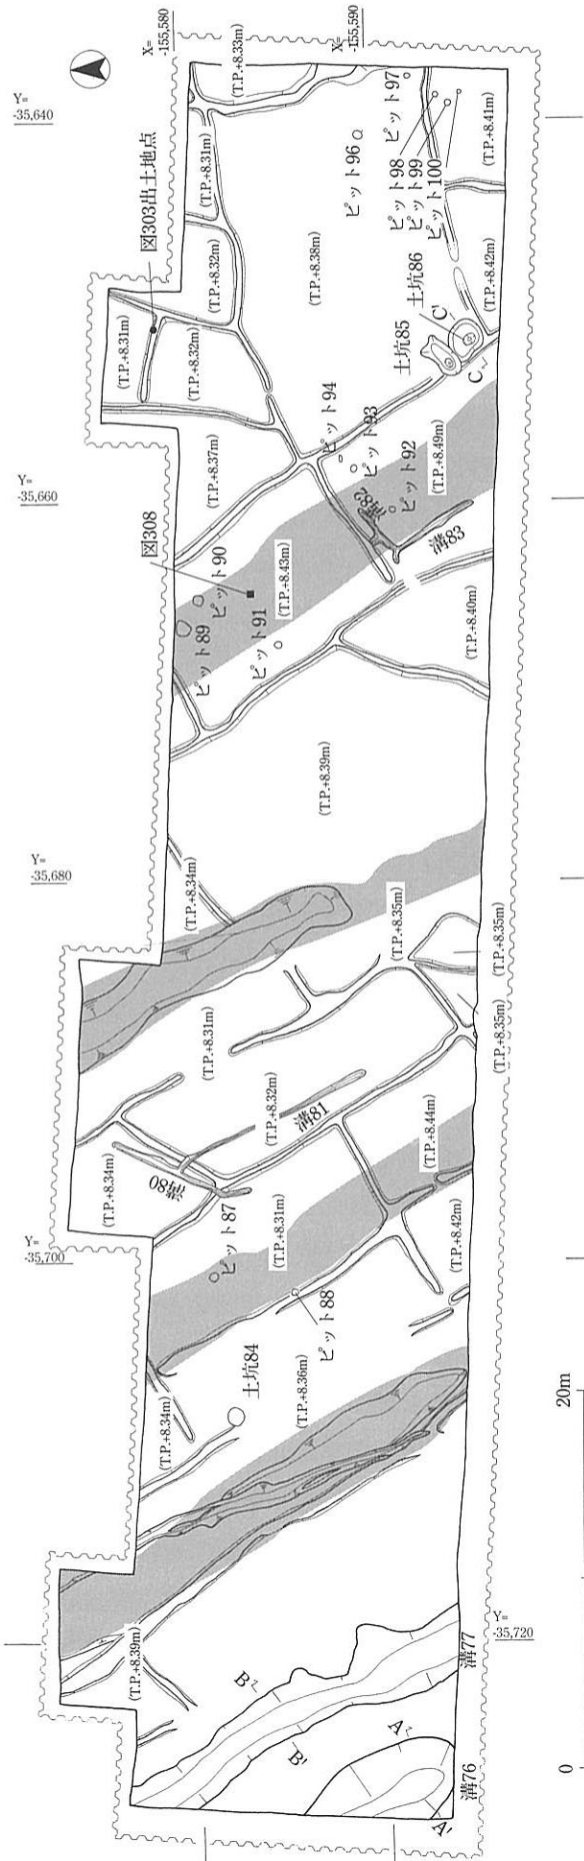 X=
-155,580
X=
-155,590
Y=
-35,640
(T.P.+8.33m)
(T.P.+8.31m)
図303出土地点
(T.P.+8.32m)
(T.P.+8.31m)
(T.P.+8.32m)
(T.P.+8.38m)
ピット96
ピット97
ピット98
ピット99
ピット100
(T.P.+8.41m)
(T.P.+8.42m)
土坑86
土坑85
C'
C
(T.P.+8.37m)
ピット94
ピット93
ピット92
(T.P.+8.49m)
溝82
溝83
Y=
-35,660
図308
ピット90
ピット89
(T.P.+8.43m)
ピット91
(T.P.+8.40m)
(T.P.+8.39m)
Y=
-35,680
(T.P.+8.34m)
(T.P.+8.35m)
(T.P.+8.35m)
(T.P.+8.35m)
(T.P.+8.31m)
(T.P.+8.32m)
溝81
溝80
(T.P.+8.34m)
(T.P.+8.44m)
(T.P.+8.42m)
Y=
-35,700
ピット87
(T.P.+8.31m)
ピット88
土坑84
(T.P.+8.34m)
(T.P.+8.36m)
(T.P.+8.39m)
Y=
-35,720
溝77
溝76
B
B'
A
A'
0
20m